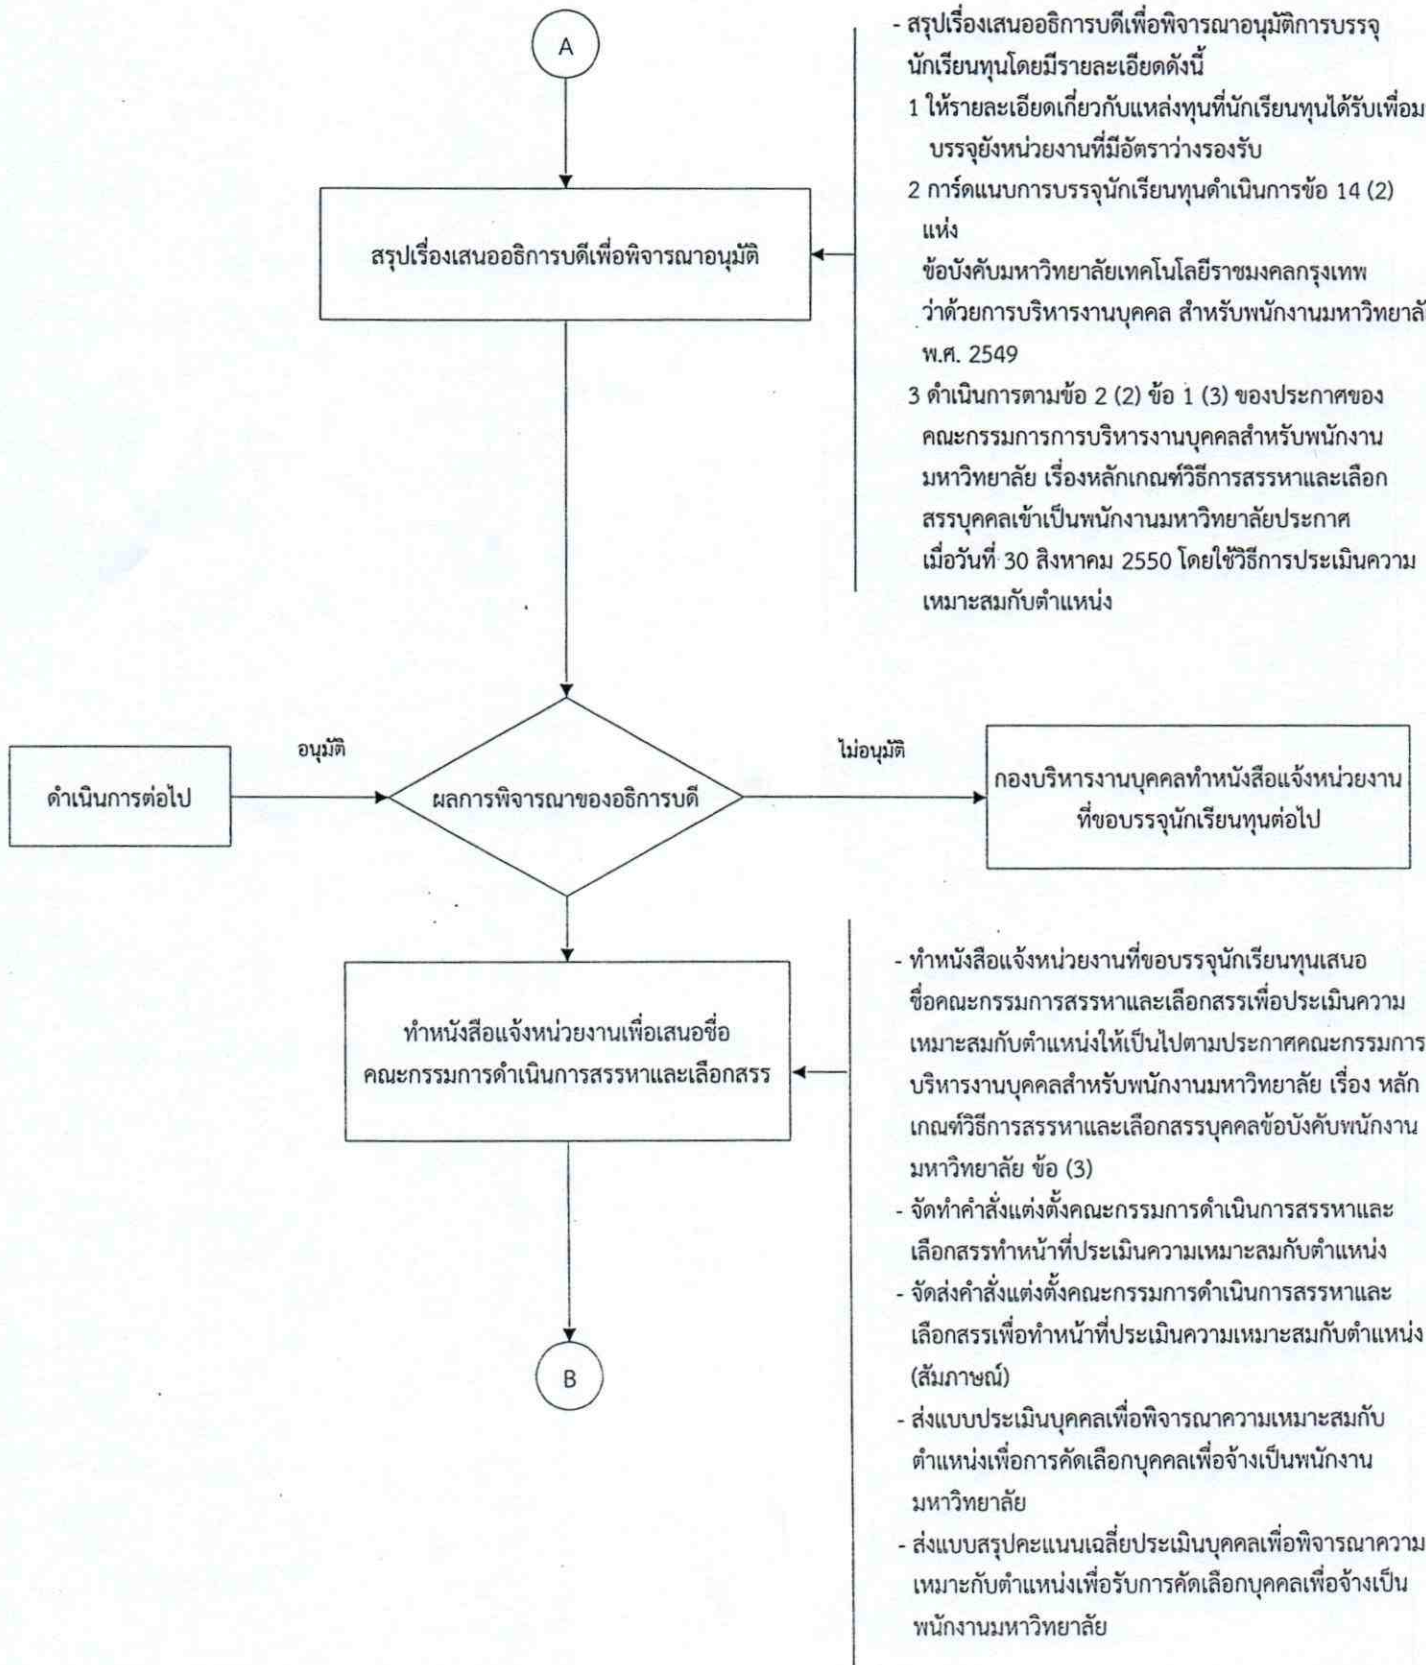 A
- สรุปเรื่องเสนออธิการบดีเพื่อพิจารณาอนุมัติการบรรจุ
นักเรียนทุนโดยมีรายละเอียดดังนี้
1 ให้รายละเอียดเกี่ยวกับแหล่งทุนที่นักเรียนทุนได้รับเพื่อม
บรรจุยังหน่วยงานที่มีอัตราว่างรองรับ
2 การ์ดแนบการบรรจุนักเรียนทุนดำเนินการข้อ 14 (2)
แห่ง
ข้อบังคับมหาวิทยาลัยเทคโนโลยีราชมงคลกรุงเทพ
ว่าด้วยการบริหารงานบุคคล สำหรับพนักงานมหาวิทยาลั
พ.ศ. 2549
3 ดำเนินการตามข้อ 2 (2) ข้อ 1 (3) ของประกาศของ
คณะกรรมการการบริหารงานบุคคลสำหรับพนักงาน
มหาวิทยาลัย เรื่องหลักเกณฑ์วิธีการสรรหาและเลือก
สรรบุคคลเข้าเป็นพนักงานมหาวิทยาลัยประกาศ
เมื่อวันที่ 30 สิงหาคม 2550 โดยใช้วิธีการประเมินความ
เหมาะสมกับตำแหน่ง
สรุปเรื่องเสนออธิการบดีเพื่อพิจารณาอนุมัติ
ดำเนินการต่อไป
อนุมัติ
ผลการพิจารณาของอธิการบดี
ไม่อนุมัติ
กองบริหารงานบุคคลทำหนังสือแจ้งหน่วยงาน
ที่ขอบรรจุนักเรียนทุนต่อไป
ทำหนังสือแจ้งหน่วยงานเพื่อเสนอชื่อ
คณะกรรมการดำเนินการสรรหาและเลือกสรร
- ทำหนังสือแจ้งหน่วยงานที่ขอบรรจุนักเรียนทุนเสนอ
ชื่อคณะกรรมการสรรหาและเลือกสรรเพื่อประเมินความ
เหมาะสมกับตำแหน่งให้เป็นไปตามประกาศคณะกรรมการ
บริหารงานบุคคลสำหรับพนักงานมหาวิทยาลัย เรื่อง หลัก
เกณฑ์วิธีการสรรหาและเลือกสรรบุคคลข้อบังคับพนักงาน
มหาวิทยาลัย ข้อ (3)
- จัดทำคำสั่งแต่งตั้งคณะกรรมการดำเนินการสรรหาและ
เลือกสรรทำหน้าที่ประเมินความเหมาะสมกับตำแหน่ง
- จัดส่งคำสั่งแต่งตั้งคณะกรรมการดำเนินการสรรหาและ
เลือกสรรเพื่อทำหน้าที่ประเมินความเหมาะสมกับตำแหน่ง
(สัมภาษณ์)
- ส่งแบบประเมินบุคคลเพื่อพิจารณาความเหมาะสมกับ
ตำแหน่งเพื่อการคัดเลือกบุคคลเพื่อจ้างเป็นพนักงาน
มหาวิทยาลัย
- ส่งแบบสรุปคะแนนเฉลี่ยประเมินบุคคลเพื่อพิจารณาความ
เหมาะกับตำแหน่งเพื่อรับการคัดเลือกบุคคลเพื่อจ้างเป็น
พนักงานมหาวิทยาลัย
B